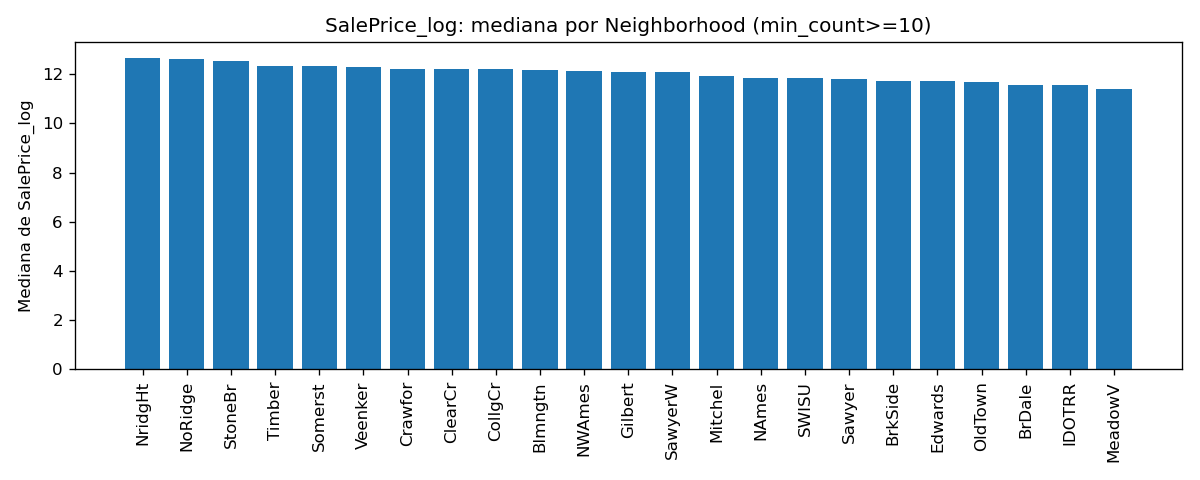 SalePrice_log: mediana por Neighborhood (min_count>=10)
Mediana de SalePrice_log
12
10
8
6
4
2
0
NridgHt
NoRidge
StoneBr
Timber
Somerst
Veenker
Crawfor
ClearCr
CollgCr
Blmngtn
NWAmes
Gilbert
SawyerW
Mitchel
NAmes
SWISU
Sawyer
BrkSide
Edwards
OldTown
BrDale
IDOTRR
MeadowV